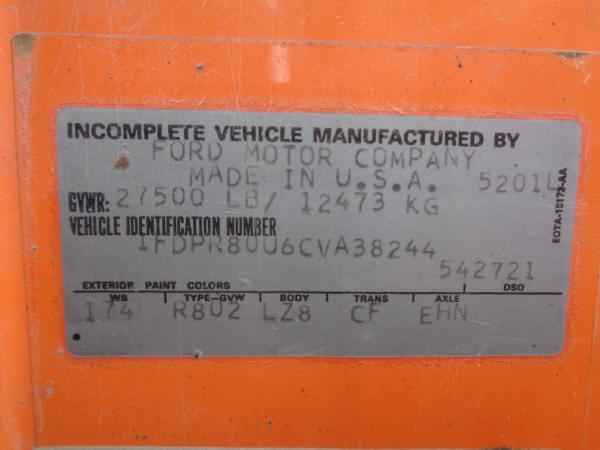 INCOMPLETE VEHICLE MANUFACTURED BY
FORD MOTOR COMPANY
MADE IN U.S.A. 5201L
GVWR: 27500 LB/ 12473 KG
VEHICLE IDENTIFICATION NUMBER
1FDPR80U6CVA38244
542721
EXTERIOR PAINT COLORS DSO
WB TYPE-GVW BODY TRANS AXLE
174 R802 LZ8 CF EHN
EOTA-15173-AA